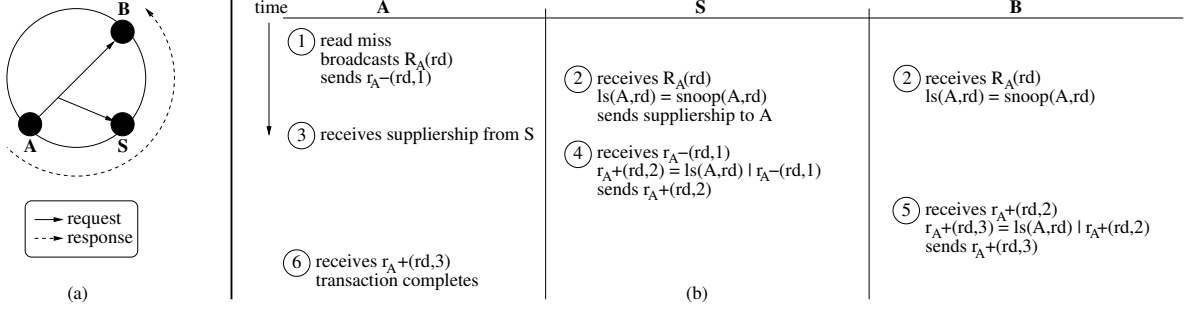 B
A
S
request
response
(a)
time
A
S
B
1 read miss
broadcasts R_A(rd)
sends r_A−(rd,1)
2 receives R_A(rd)
ls(A,rd) = snoop(A,rd)
sends suppliership to A
2 receives R_A(rd)
ls(A,rd) = snoop(A,rd)
3 receives suppliership from S
4 receives r_A−(rd,1)
r_A+(rd,2) = ls(A,rd) | r_A−(rd,1)
sends r_A+(rd,2)
5 receives r_A+(rd,2)
r_A+(rd,3) = ls(A,rd) | r_A+(rd,2)
sends r_A+(rd,3)
6 receives r_A+(rd,3)
transaction completes
(b)